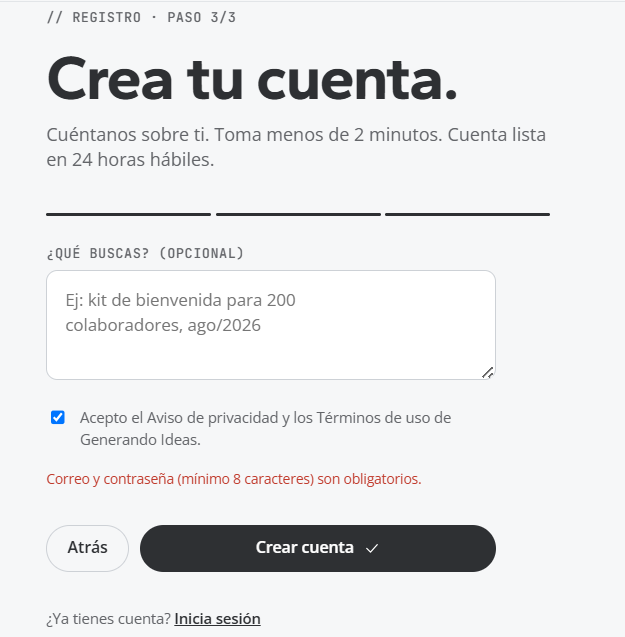 // REGISTRO · PASO 3/3
Crea tu cuenta.
Cuéntanos sobre ti. Toma menos de 2 minutos. Cuenta lista
en 24 horas hábiles.
¿QUÉ BUSCAS? (OPCIONAL)
Ej: kit de bienvenida para 200
colaboradores, ago/2026
Acepto el Aviso de privacidad y los Términos de uso de
Generando Ideas.
Correo y contraseña (mínimo 8 caracteres) son obligatorios.
Atrás
Crear cuenta ✓
¿Ya tienes cuenta? Inicia sesión